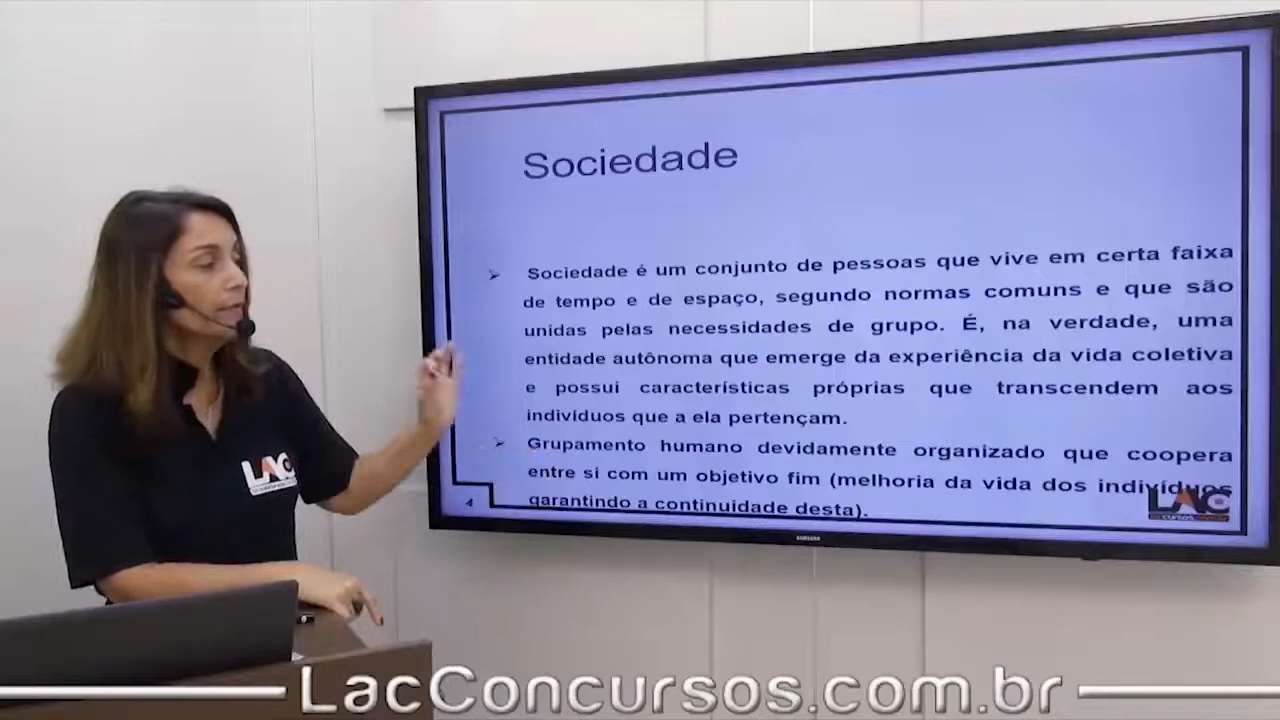 Sociedade
Sociedade é um conjunto de pessoas que vive em certa faixa
de tempo e de espaço, segundo normas comuns e que são
unidas pelas necessidades de grupo. É, na verdade, uma
entidade autônoma que emerge da experiência da vida coletiva
e possui características próprias que transcendem aos
indivíduos que a ela pertençam.
Grupamento humano devidamente organizado que coopera
entre si com um objetivo fim (melhoria da vida dos indivíduos
garantindo a continuidade desta).
4
LAC
LAC
SAMSUNG
LacConcursos.com.br